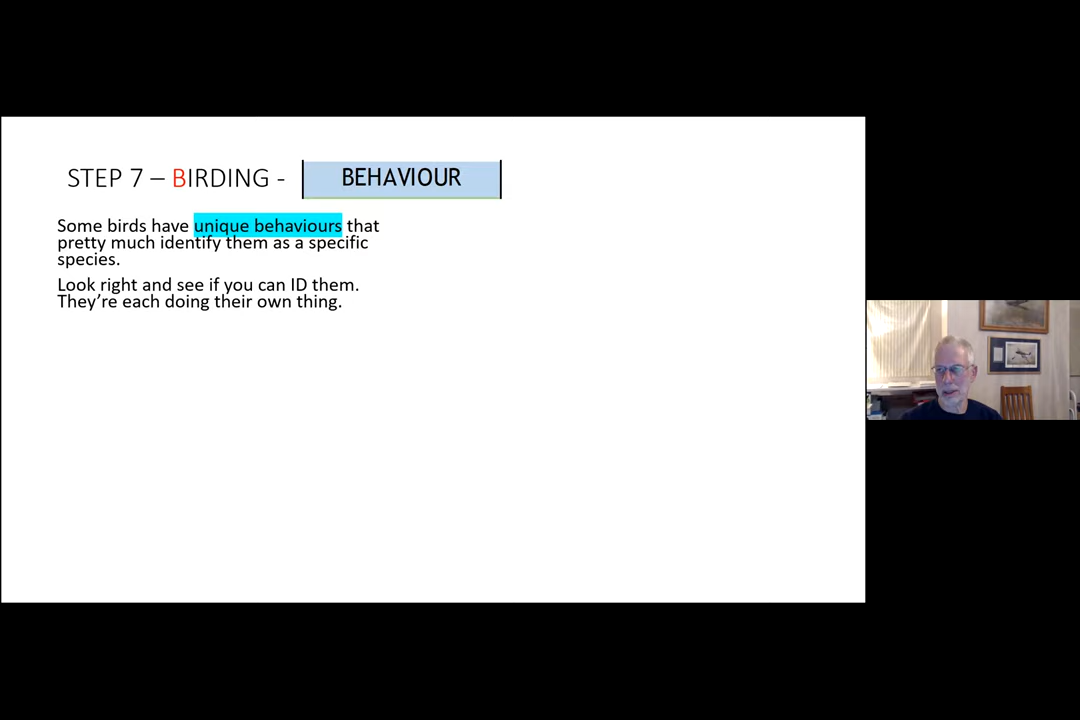 STEP 7 – BIRDING - BEHAVIOUR
Some birds have unique behaviours that
pretty much identify them as a specific
species.
Look right and see if you can ID them.
They’re each doing their own thing.